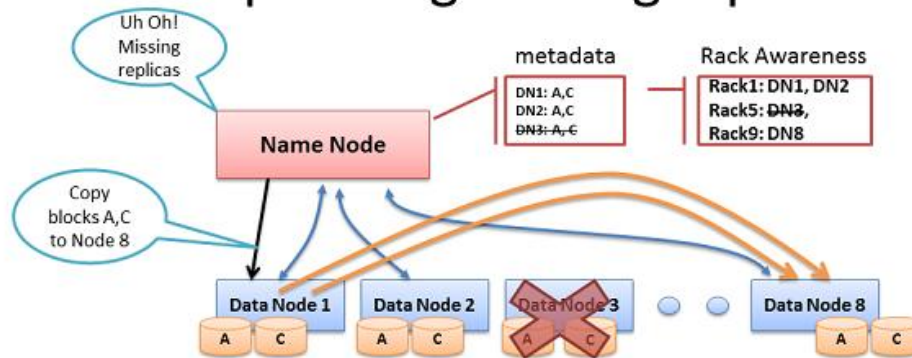 Uh Oh!
Missing
replicas
metadata
Rack Awareness
DN1: A,C
DN2: A,C
DN3: A, C
Rack1: DN1, DN2
Rack5: DN3,
Rack9: DN8
Name Node
Copy
blocks A,C
to Node 8
Data Node 1
Data Node 2
Data Node 3
Data Node 8
A C
A C
A C
A C